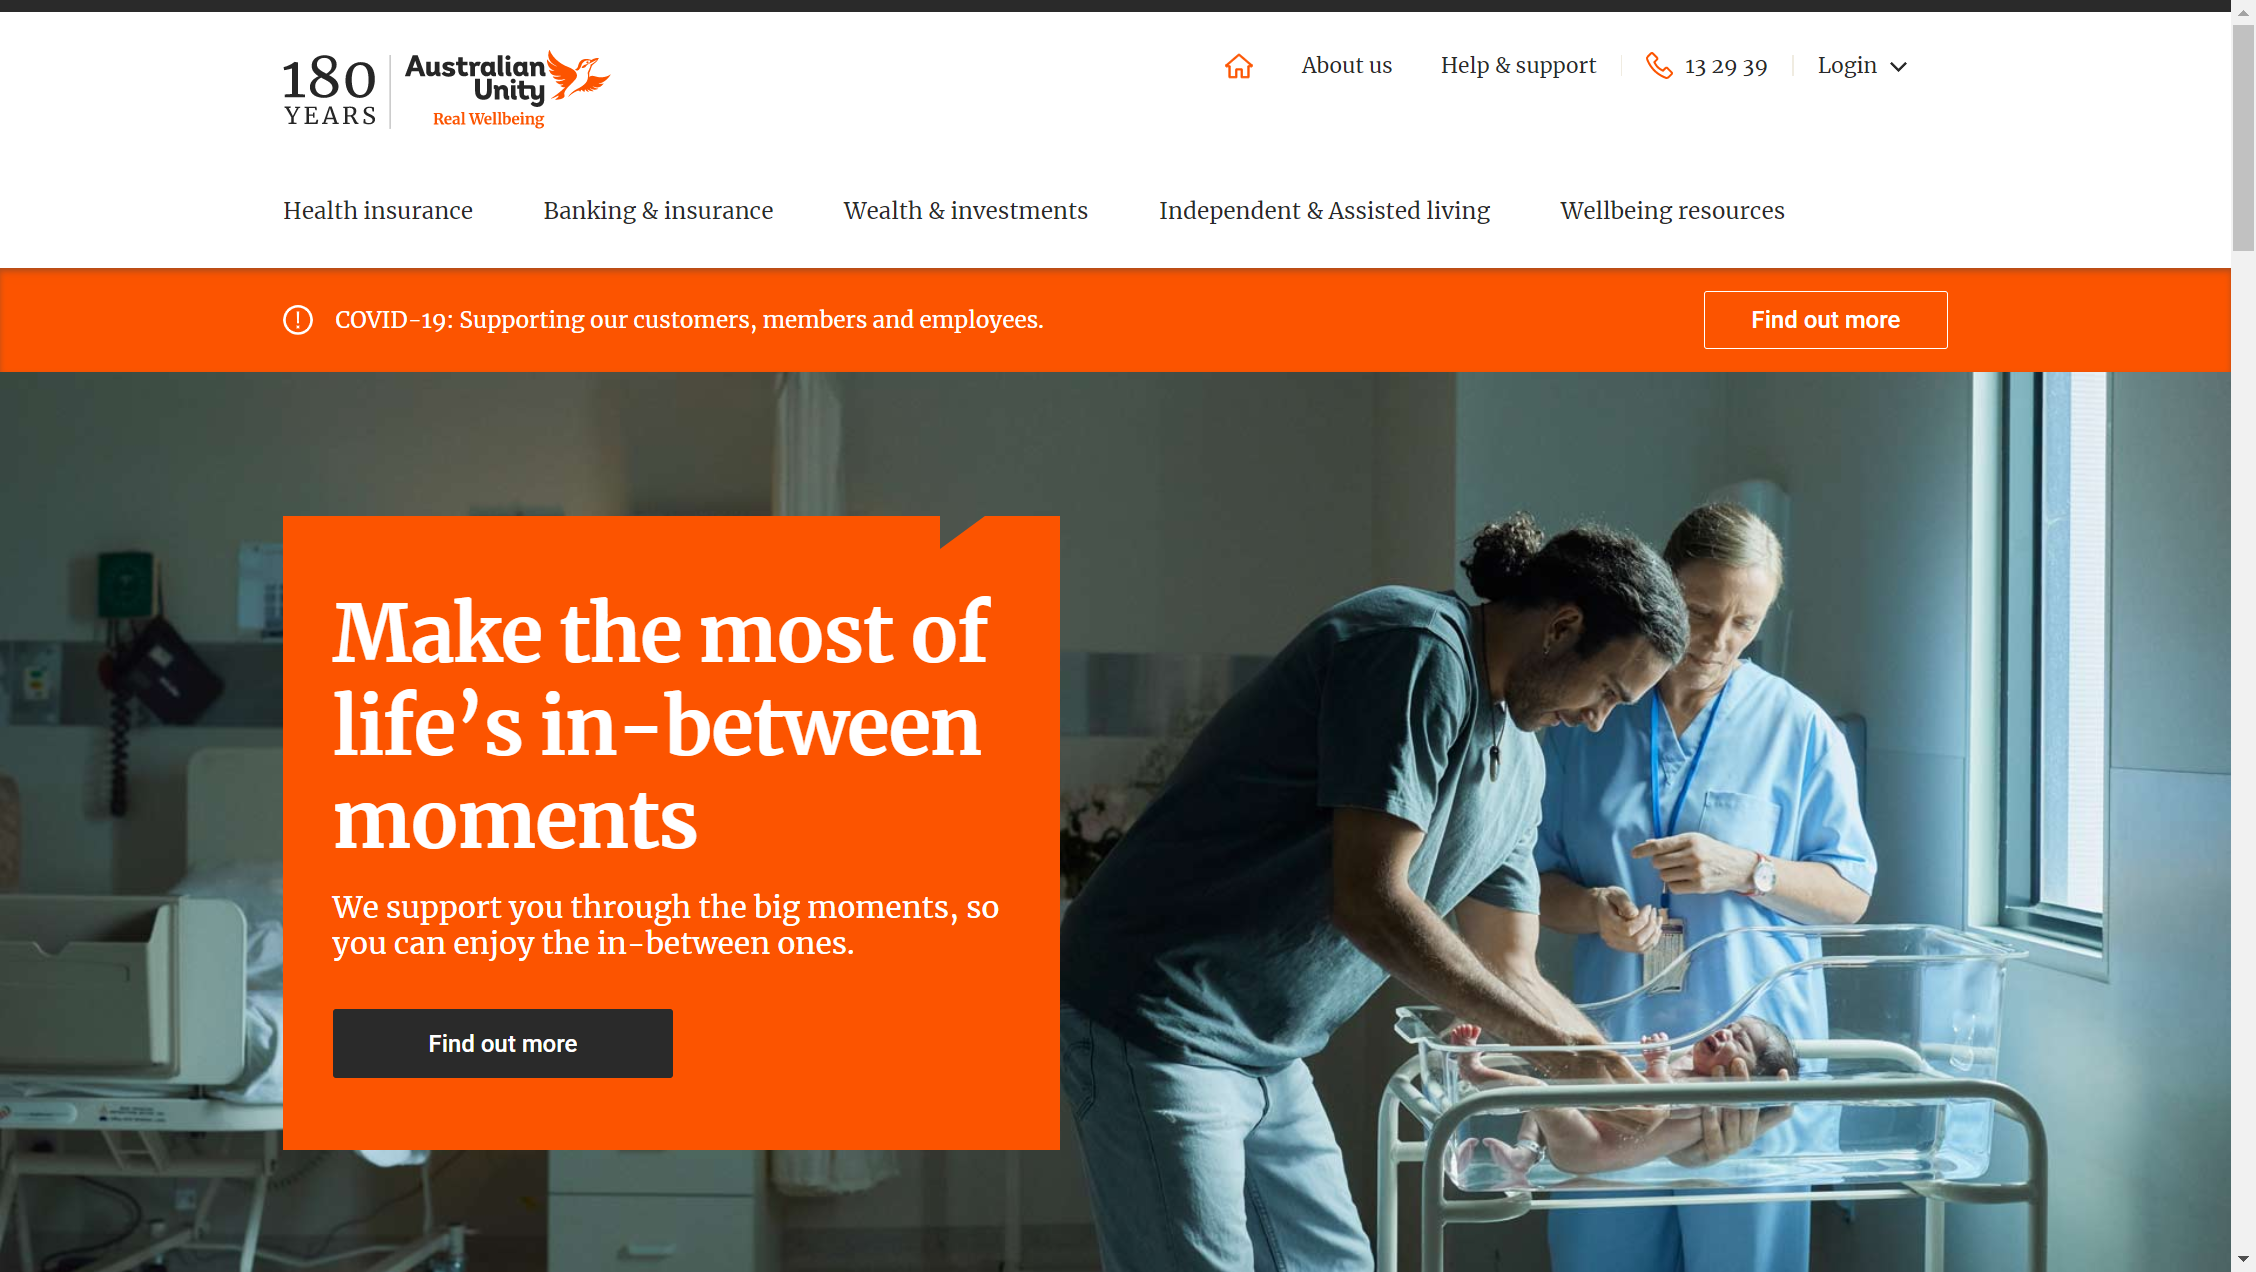 180
YEARS
Australian
Unity
Real Wellbeing
About us
Help & support
13 29 39
Login
Health insurance
Banking & insurance
Wealth & investments
Independent & Assisted living
Wellbeing resources
COVID-19: Supporting our customers, members and employees.
Find out more
Make the most of
life’s in-between
moments
We support you through the big moments, so
you can enjoy the in-between ones.
Find out more